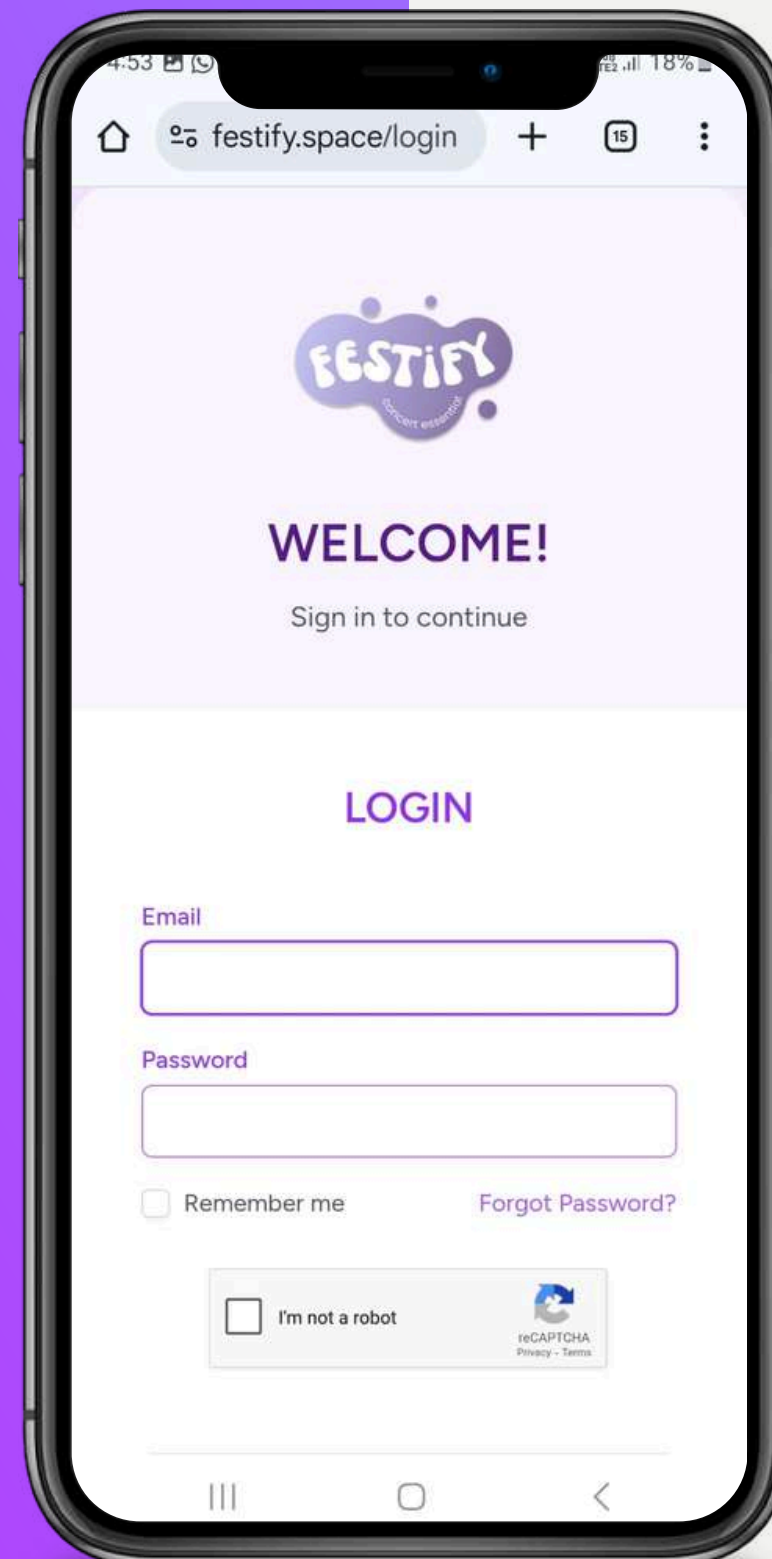 4:53 18%
festify.space/login 15
FESTiFY
concert essential
WELCOME!
Sign in to continue
LOGIN
Email
Password
Remember me Forgot Password?
I'm not a robot
reCAPTCHA
Privacy - Terms